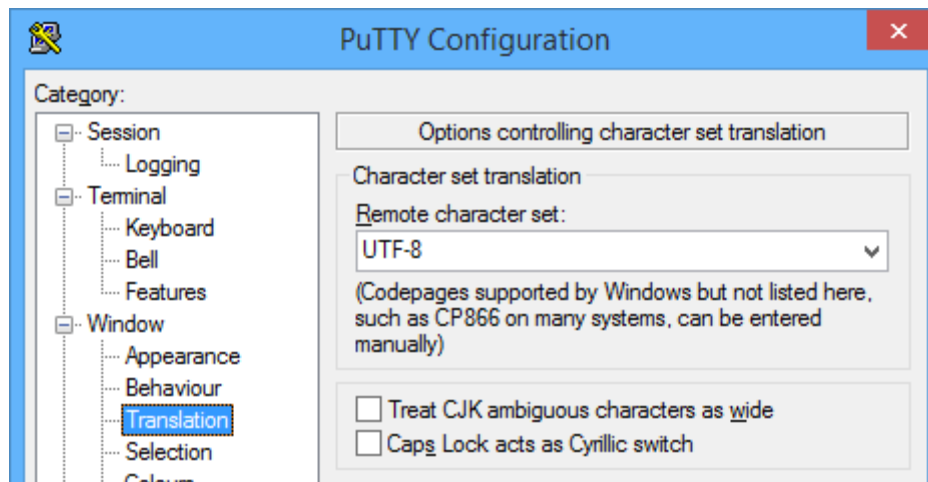 PuTTY Configuration
Category:
Session
Logging
Terminal
Keyboard
Bell
Features
Window
Appearance
Behaviour
Translation
Selection
Colours
Options controlling character set translation
Character set translation
Remote character set:
UTF-8
(Codepages supported by Windows but not listed here,
such as CP866 on many systems, can be entered
manually)
Treat CJK ambiguous characters as wide
Caps Lock acts as Cyrillic switch